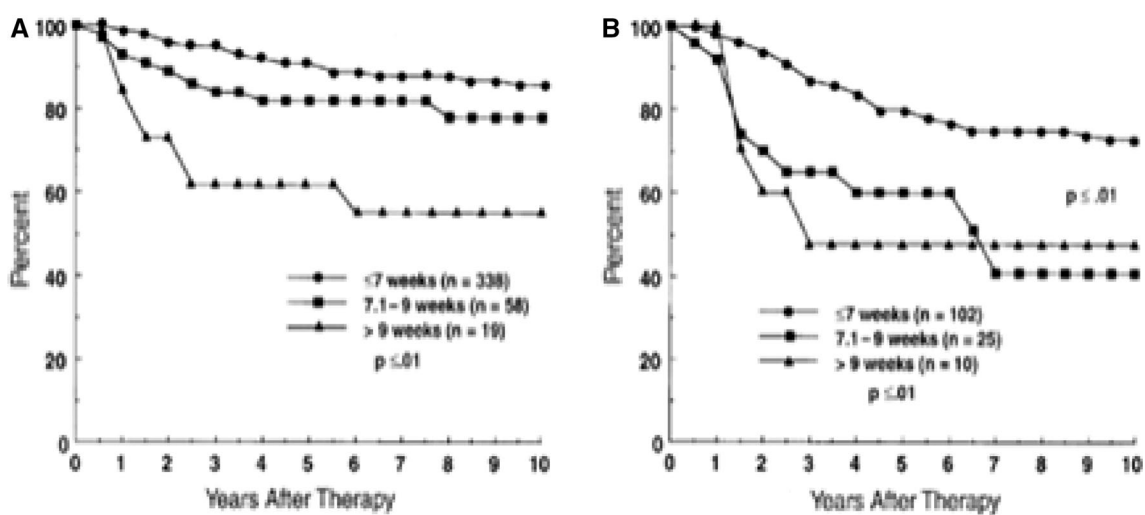 A
100
80
60
40
20
0
Percent
0 1 2 3 4 5 6 7 8 9 10
Years After Therapy
≤7 weeks (n = 338)
7.1–9 weeks (n = 58)
> 9 weeks (n = 19)
p ≤.01
B
100
80
60
40
20
0
Percent
0 1 2 3 4 5 6 7 8 9 10
Years After Therapy
p ≤ .01
≤7 weeks (n = 102)
7.1–9 weeks (n = 25)
> 9 weeks (n = 10)
p ≤.01